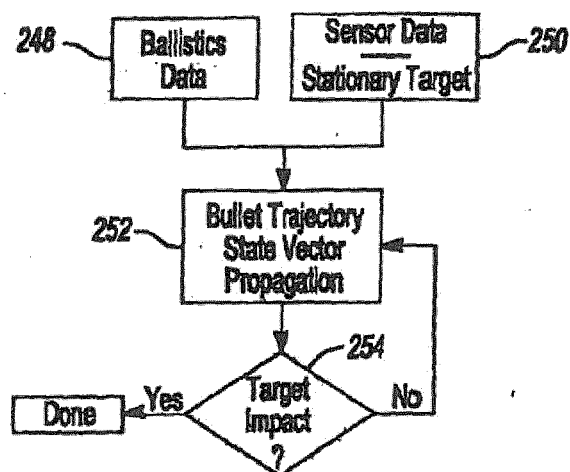 248
Ballistics
Data
Sensor Data
Stationary Target
250
252
Bullet Trajectory
State Vector
Propagation
254
Target
Impact
?
Yes
No
Done